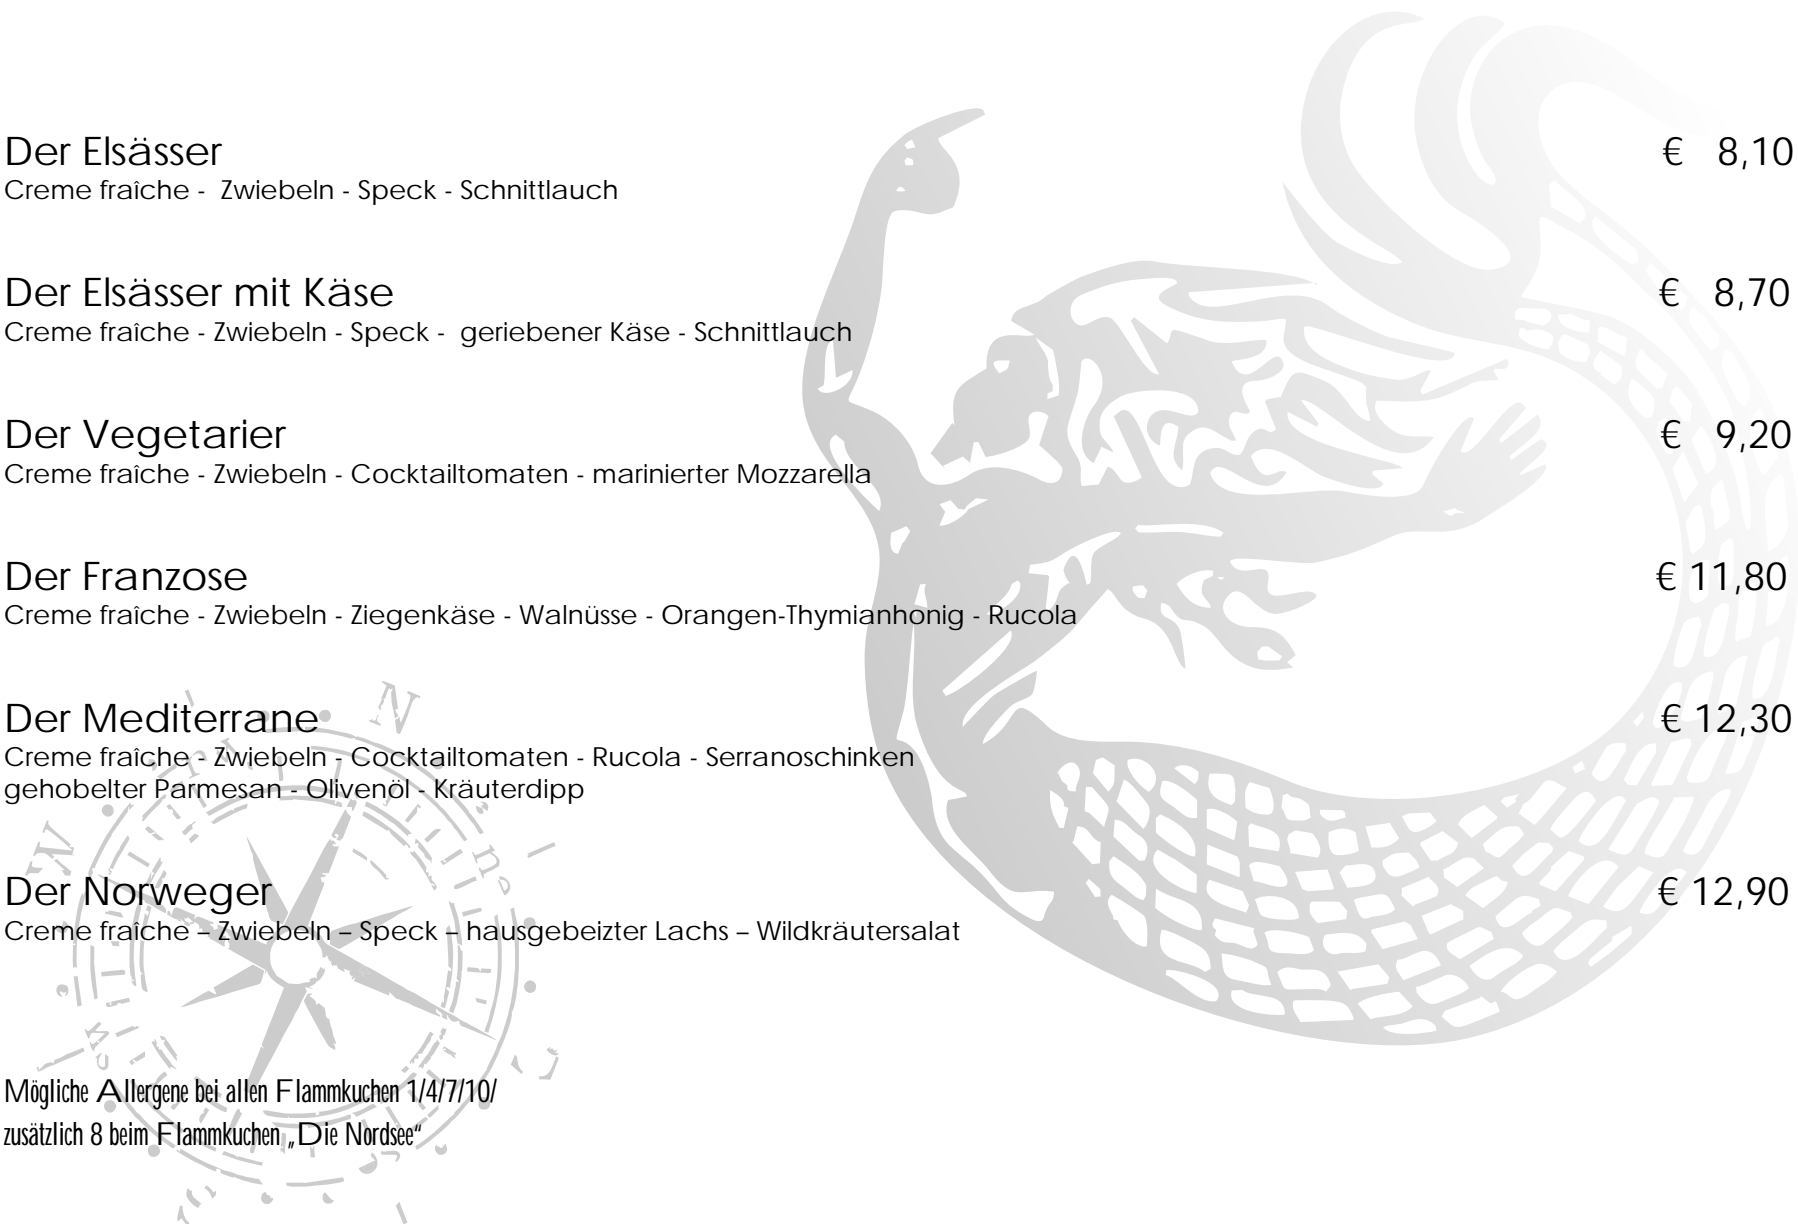 Der Elsässer € 8,10
Creme fraîche - Zwiebeln - Speck - Schnittlauch
Der Elsässer mit Käse € 8,70
Creme fraîche - Zwiebeln - Speck - geriebener Käse - Schnittlauch
Der Vegetarier € 9,20
Creme fraîche - Zwiebeln - Cocktailtomaten - marinierter Mozzarella
Der Franzose € 11,80
Creme fraîche - Zwiebeln - Ziegenkäse - Walnüsse - Orangen-Thymianhonig - Rucola
Der Mediterrane € 12,30
Creme fraîche - Zwiebeln - Cocktailtomaten - Rucola - Serranoschinken
gehobelter Parmesan - Olivenöl - Kräuterdipp
Der Norweger € 12,90
Creme fraîche – Zwiebeln – Speck – hausgebeizter Lachs – Wildkräutersalat
Mögliche Allergene bei allen Flammkuchen 1/4/7/10/
zusätzlich 8 beim Flammkuchen „Die Nordsee“
N
W